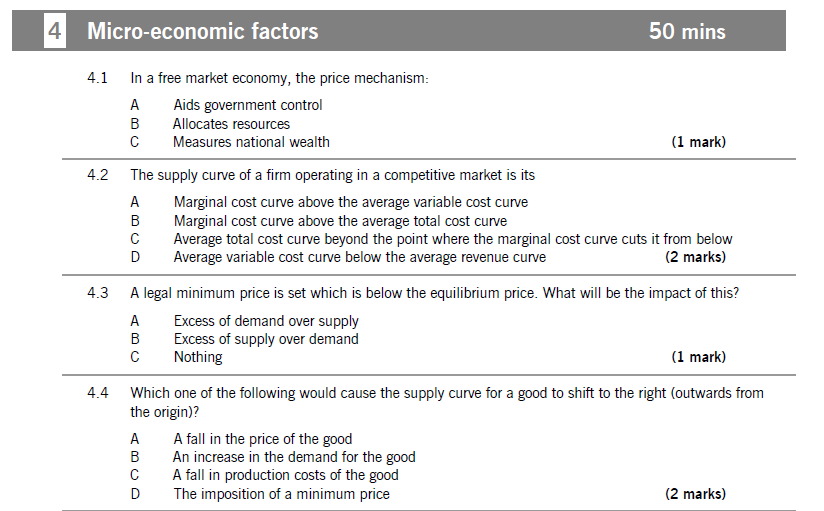 4 Micro-economic factors 50 mins
4.1 In a free market economy, the price mechanism:
A Aids government control
B Allocates resources
C Measures national wealth (1 mark)
4.2 The supply curve of a firm operating in a competitive market is its
A Marginal cost curve above the average variable cost curve
B Marginal cost curve above the average total cost curve
C Average total cost curve beyond the point where the marginal cost curve cuts it from below
D Average variable cost curve below the average revenue curve (2 marks)
4.3 A legal minimum price is set which is below the equilibrium price. What will be the impact of this?
A Excess of demand over supply
B Excess of supply over demand
C Nothing (1 mark)
4.4 Which one of the following would cause the supply curve for a good to shift to the right (outwards from
the origin)?
A A fall in the price of the good
B An increase in the demand for the good
C A fall in production costs of the good
D The imposition of a minimum price (2 marks)